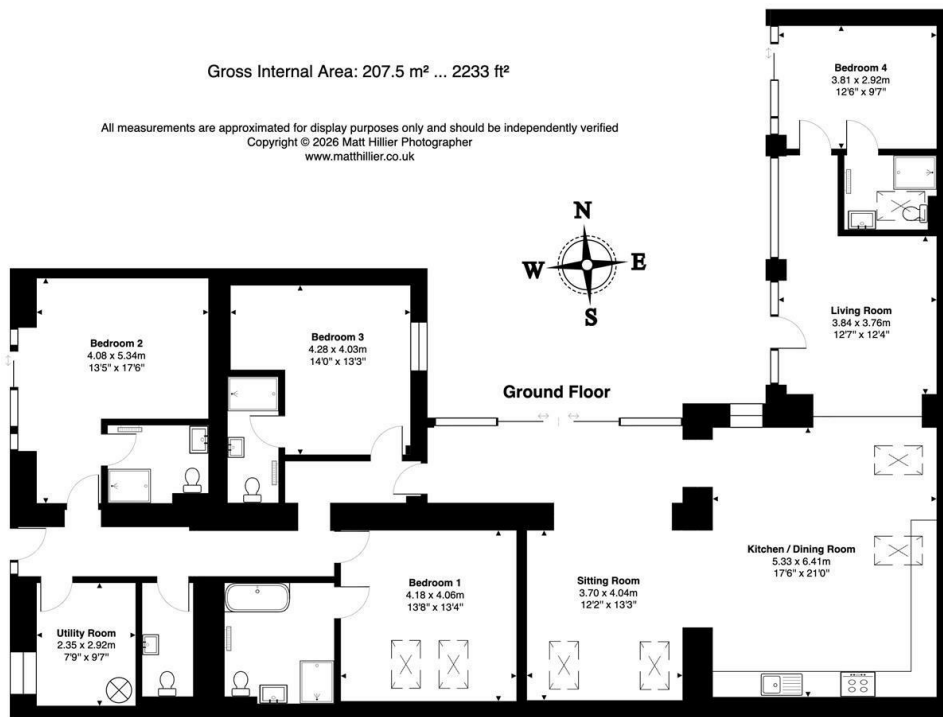 Gross Internal Area: 207.5 m² ... 2233 ft²
All measurements are approximated for display purposes only and should be independently verified
Copyright © 2026 Matt Hillier Photographer
www.matthillier.co.uk
Bedroom 4
3.81 x 2.92m
12'6" x 9'7"
N
W
E
S
Living Room
3.84 x 3.76m
12'7" x 12'4"
Bedroom 2
4.08 x 5.34m
13'5" x 17'6"
Bedroom 3
4.28 x 4.03m
14'0" x 13'3"
Ground Floor
Kitchen / Dining Room
5.33 x 6.41m
17'6" x 21'0"
Bedroom 1
4.18 x 4.06m
13'8" x 13'4"
Sitting Room
3.70 x 4.04m
12'2" x 13'3"
Utility Room
2.35 x 2.92m
7'9" x 9'7"